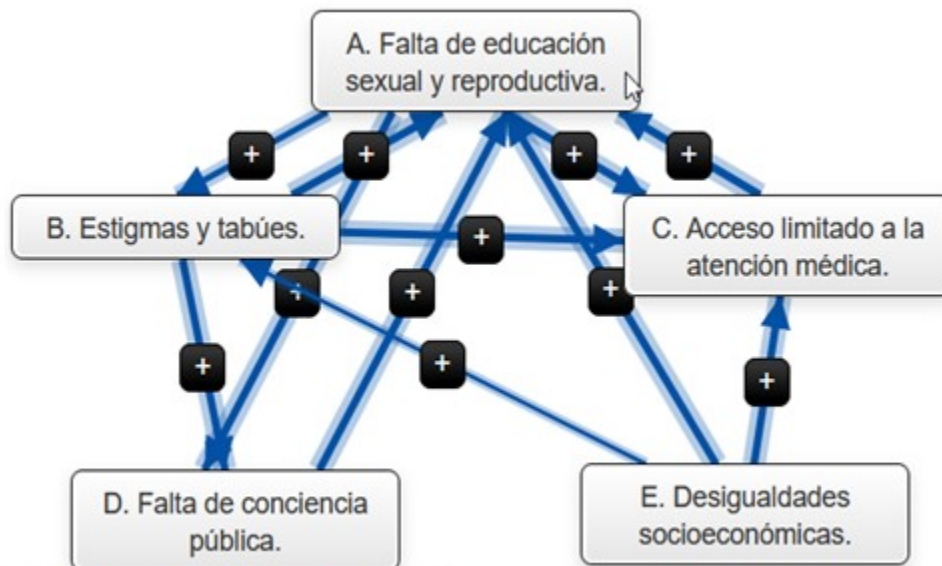 A. Falta de educación
sexual y reproductiva.
+
+
+
+
B. Estigmas y tabúes.
+
C. Acceso limitado a la
atención médica.
+
+
+
+
+
+
D. Falta de conciencia
pública.
E. Desigualdades
socioeconómicas.